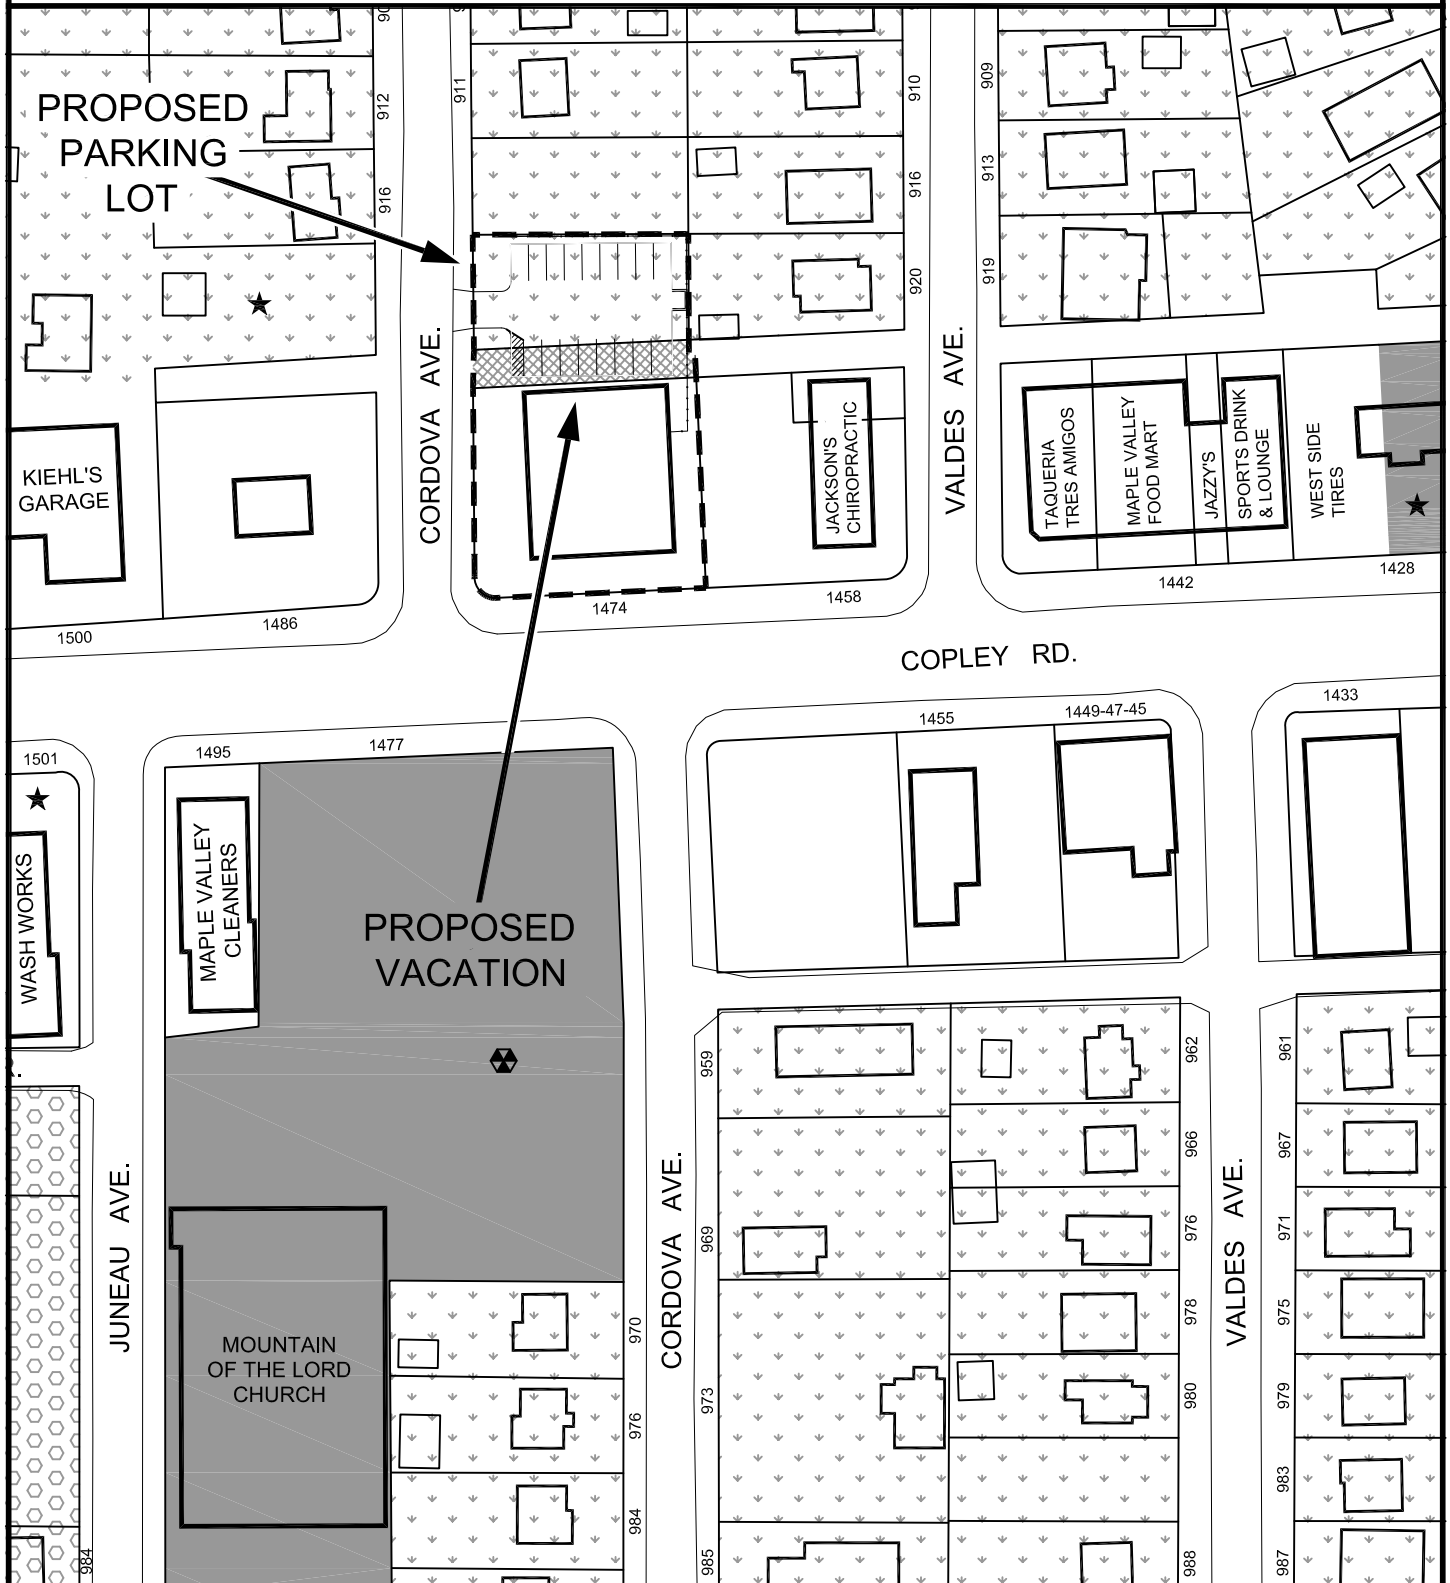 911
912
910
909
PROPOSED
PARKING
LOT
916
916
913
920
919
CORDOVA AVE.
VALDES AVE.
KIEHL'S
GARAGE
JACKSON'S
CHIROPRACTIC
TAQUERIA
TRES AMIGOS
MAPLE VALLEY
FOOD MART
JAZZY'S
SPORTS DRINK
& LOUNGE
WEST SIDE
TIRES
1500
1486
1474
1458
1442
1428
COPLEY RD.
1501
1495
1477
1455
1449-47-45
1433
WASH WORKS
MAPLE VALLEY
CLEANERS
PROPOSED
VACATION
959
962
961
966
967
JUNEAU AVE.
CORDOVA AVE.
VALDES AVE.
969
976
971
970
978
975
MOUNTAIN
OF THE LORD
CHURCH
976
973
980
979
984
983
984
985
988
987